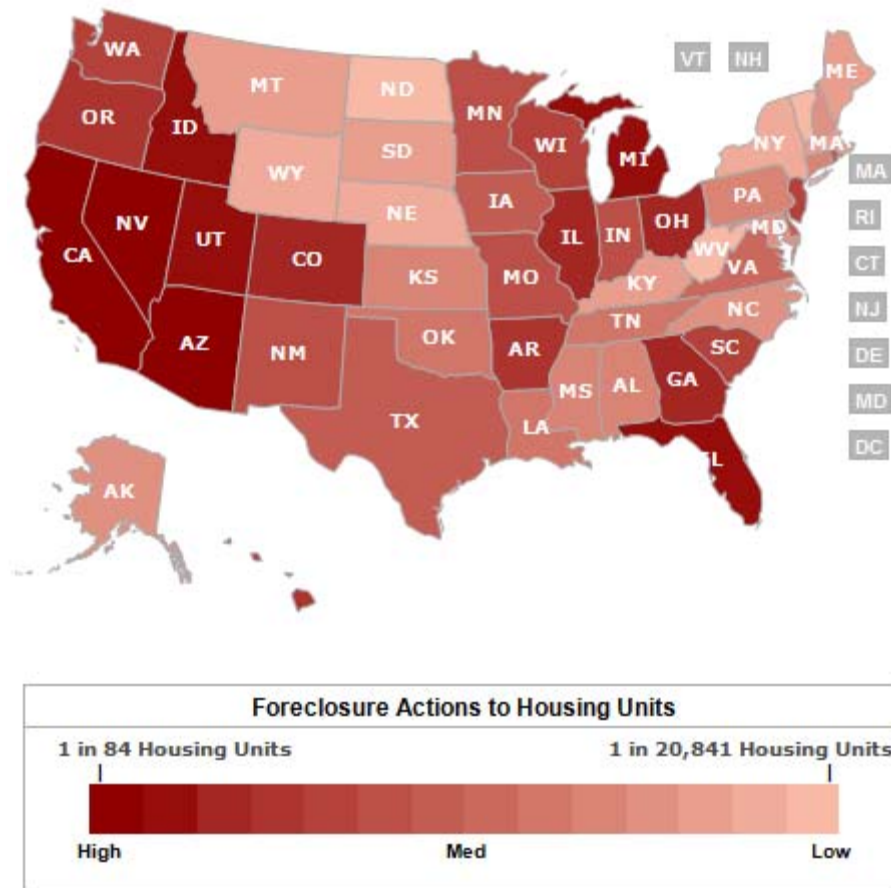 WA
VT NH
ME
MT
ND
OR
MN
ID
WI
NY
MA
SD
MI
WY
MA
PA
IA
NE
OH
RI
NV
IL
IN
MD
WV
UT
CA
CO
VA
CT
KS
MO
KY
NC
NJ
TN
OK
AZ
AR
SC
NM
DE
GA
MS
AL
MD
TX
LA
DC
FL
AK
Foreclosure Actions to Housing Units
1 in 84 Housing Units 1 in 20,841 Housing Units
High Med Low